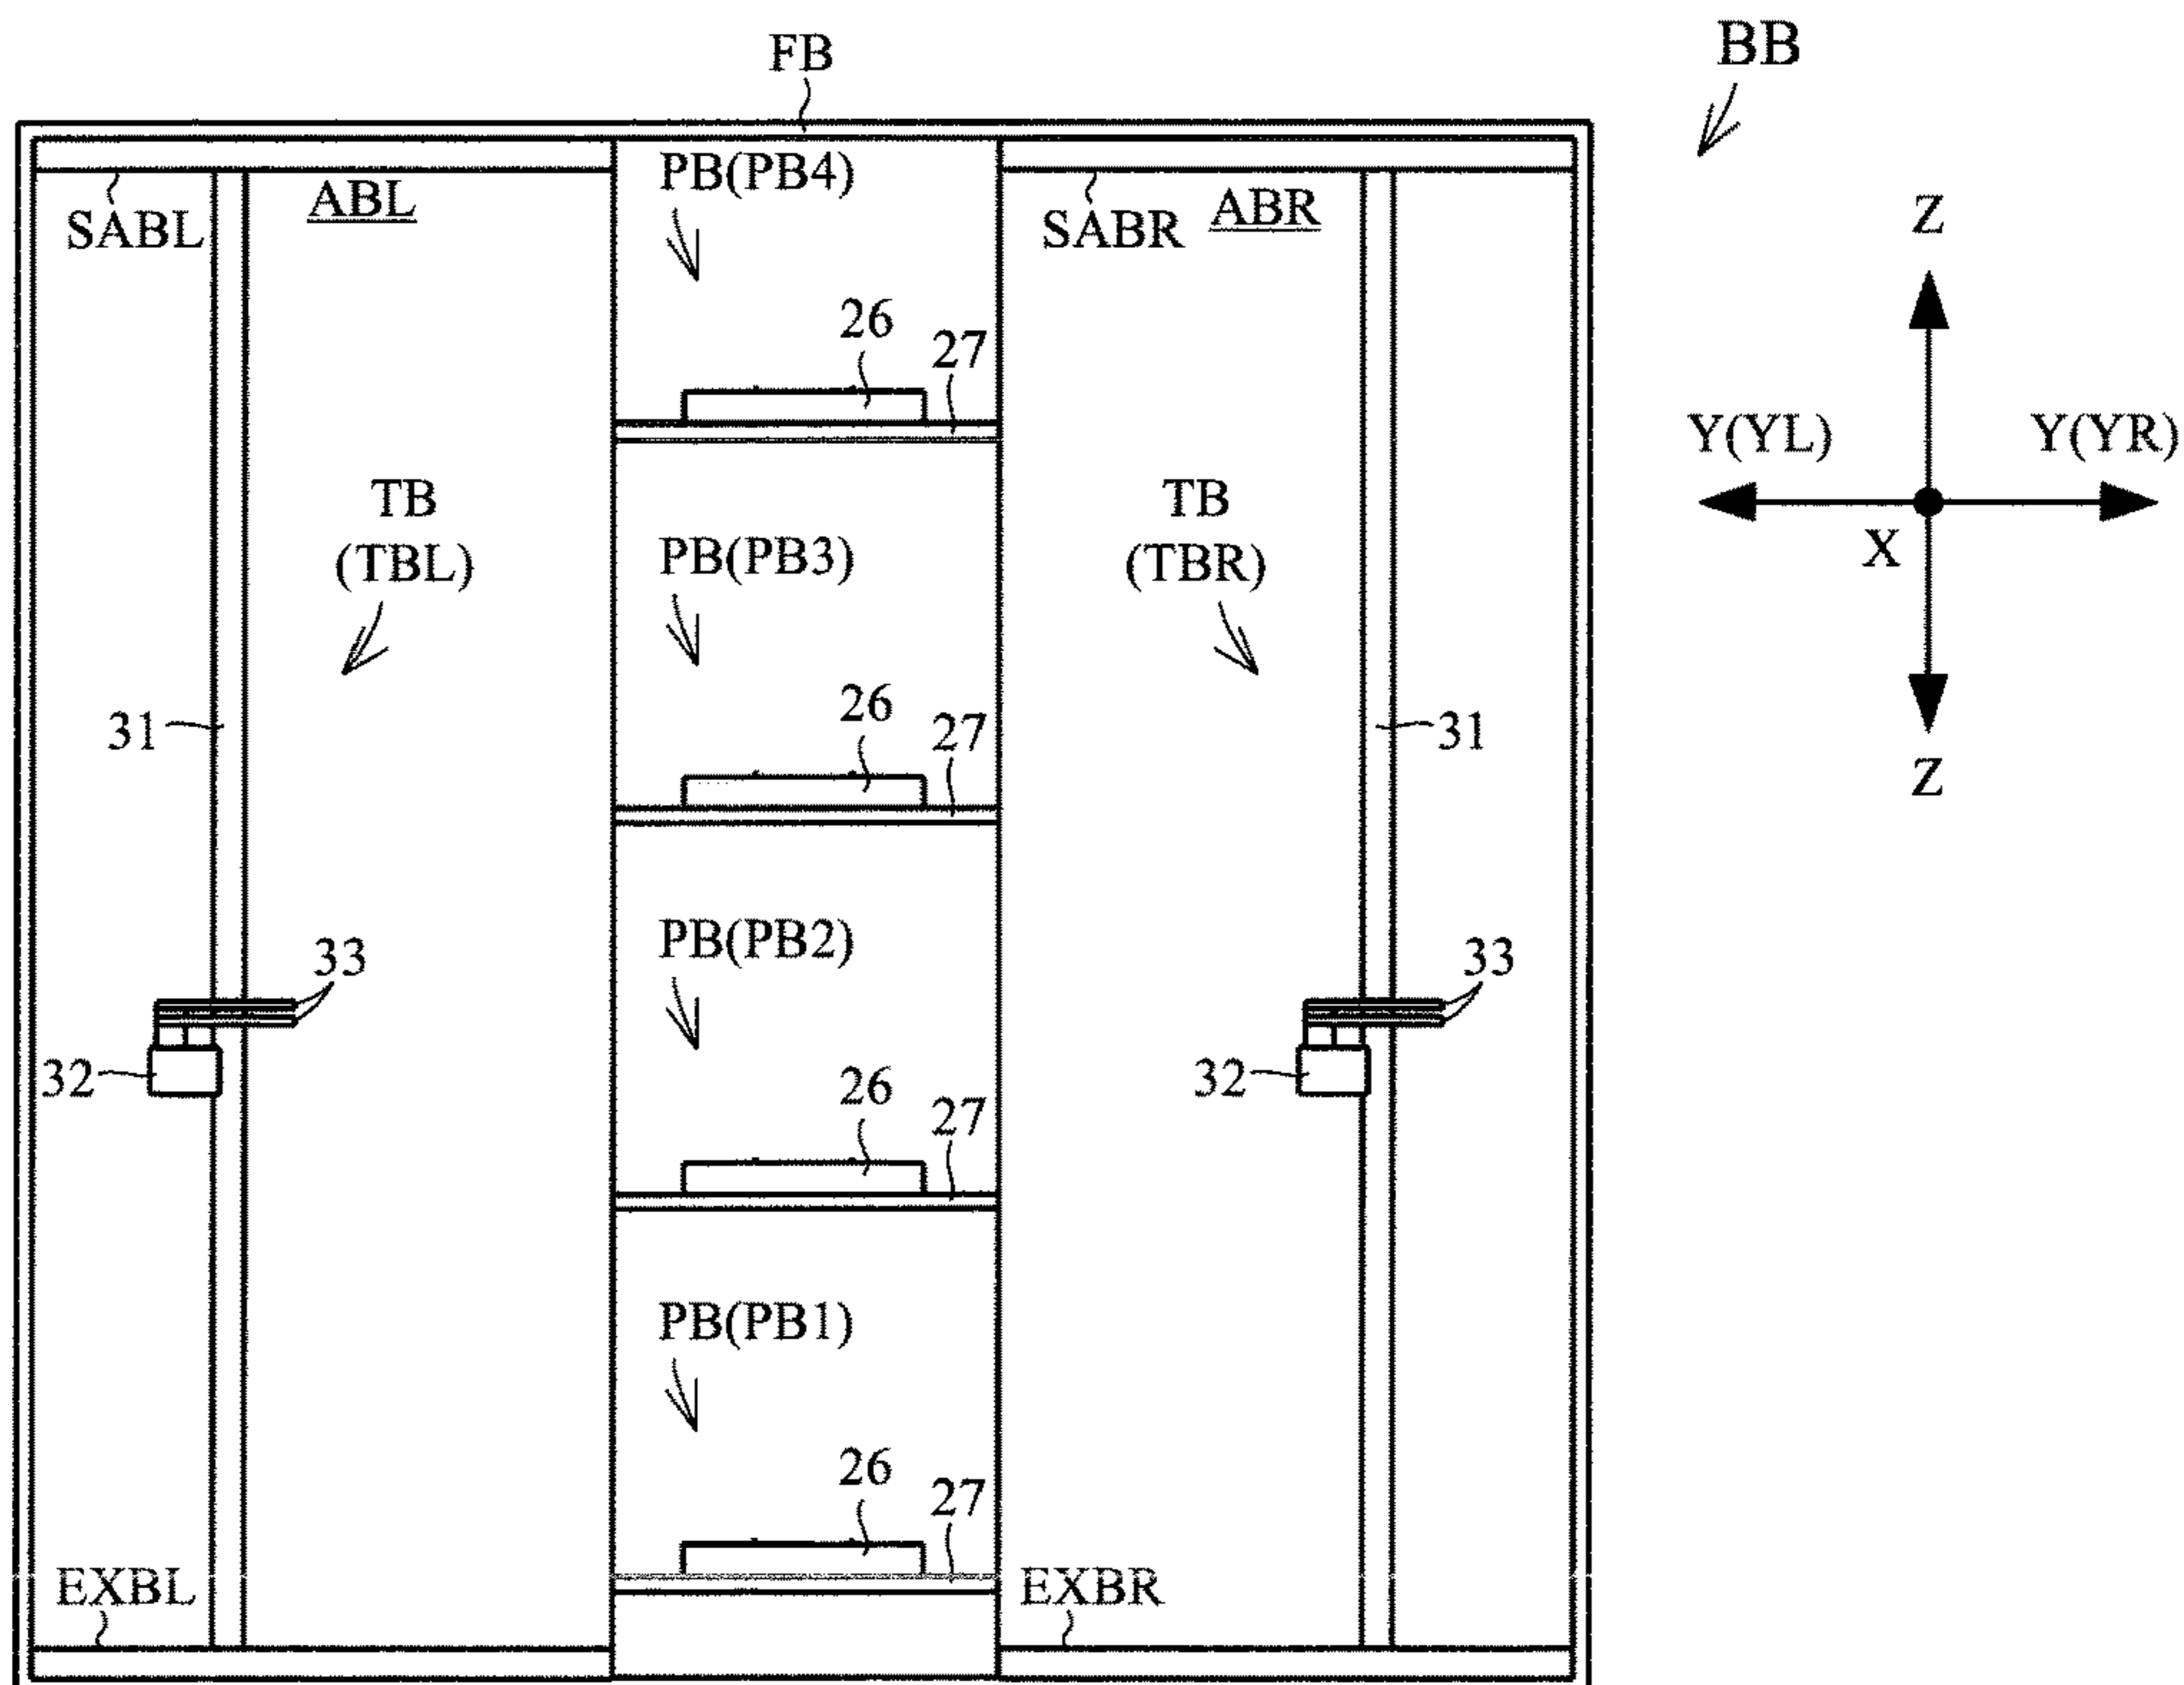 FB
BB
PB(PB4)
ABL
SABL
SABR
ABR
Z
26
27
Y(YL)
Y(YR)
X
Z
TB
(TBL)
PB(PB3)
TB
(TBR)
31
26
27
31
PB(PB2)
33
33
32
26
27
32
PB(PB1)
26
27
EXBL
EXBR